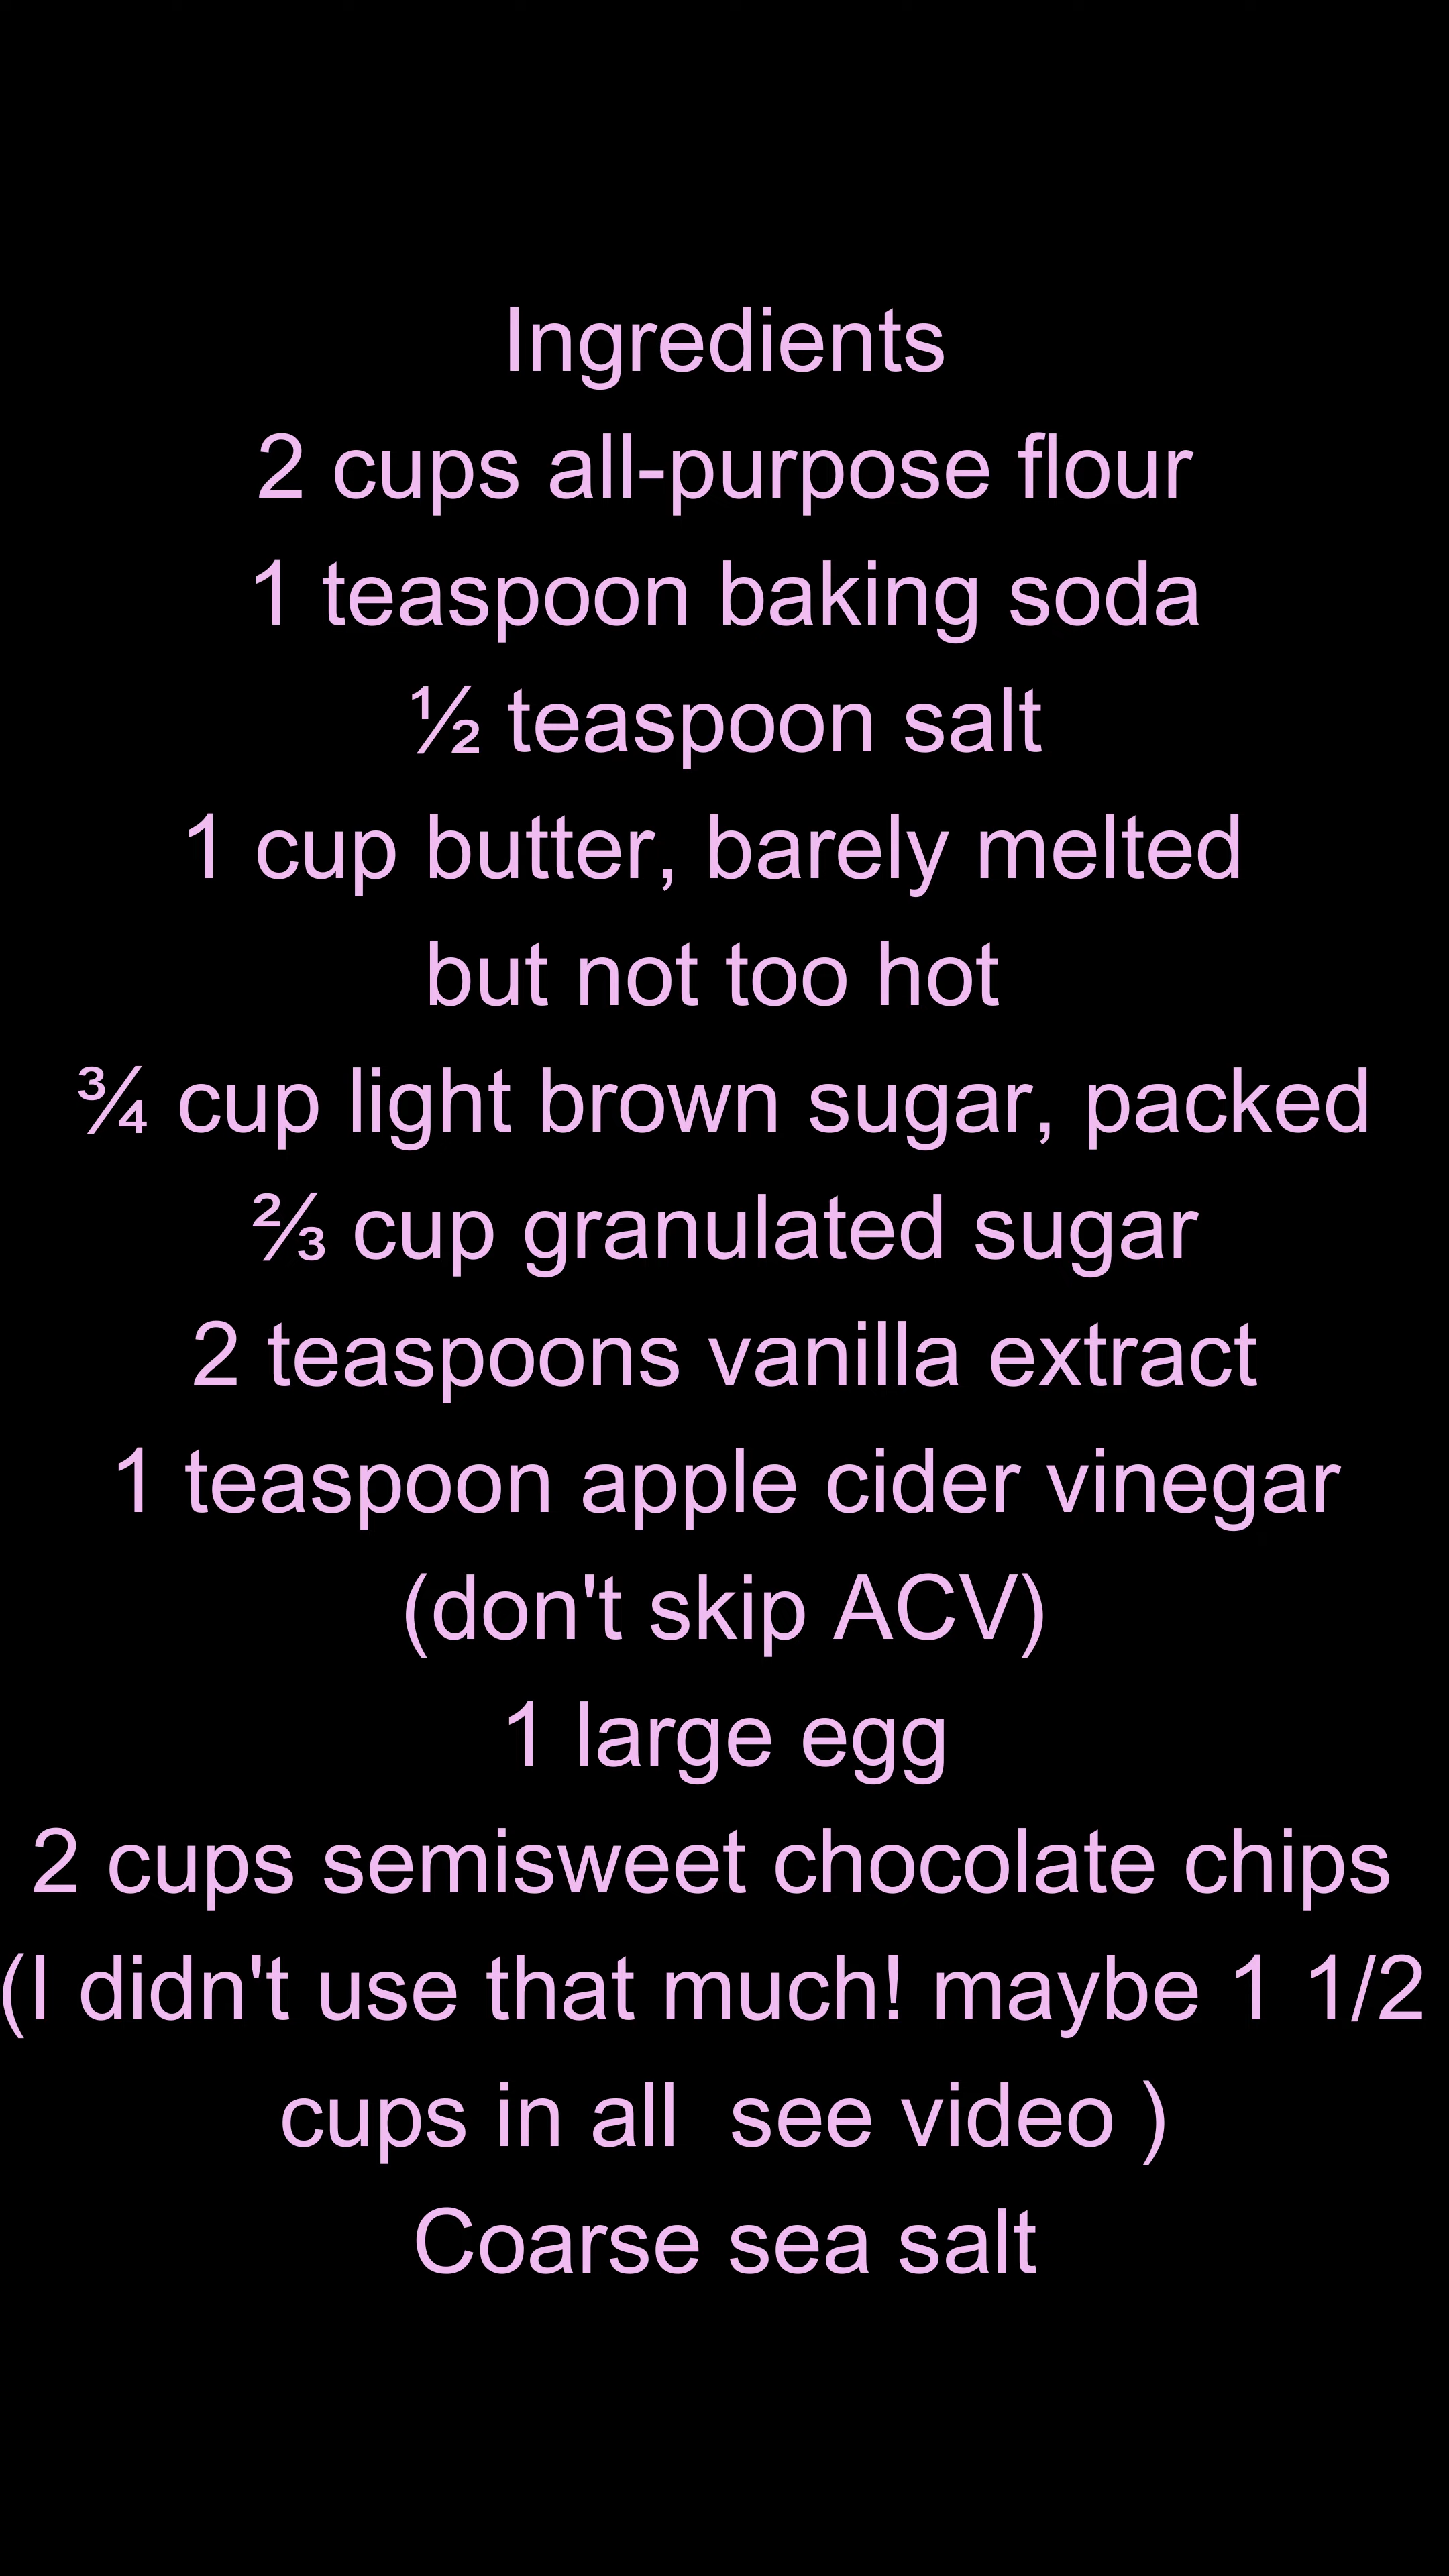 Ingredients
2 cups all-purpose flour
1 teaspoon baking soda
½ teaspoon salt
1 cup butter, barely melted
but not too hot
¾ cup light brown sugar, packed
⅔ cup granulated sugar
2 teaspoons vanilla extract
1 teaspoon apple cider vinegar
(don't skip ACV)
1 large egg
2 cups semisweet chocolate chips
(I didn't use that much! maybe 1 1/2
cups in all  see video )
Coarse sea salt